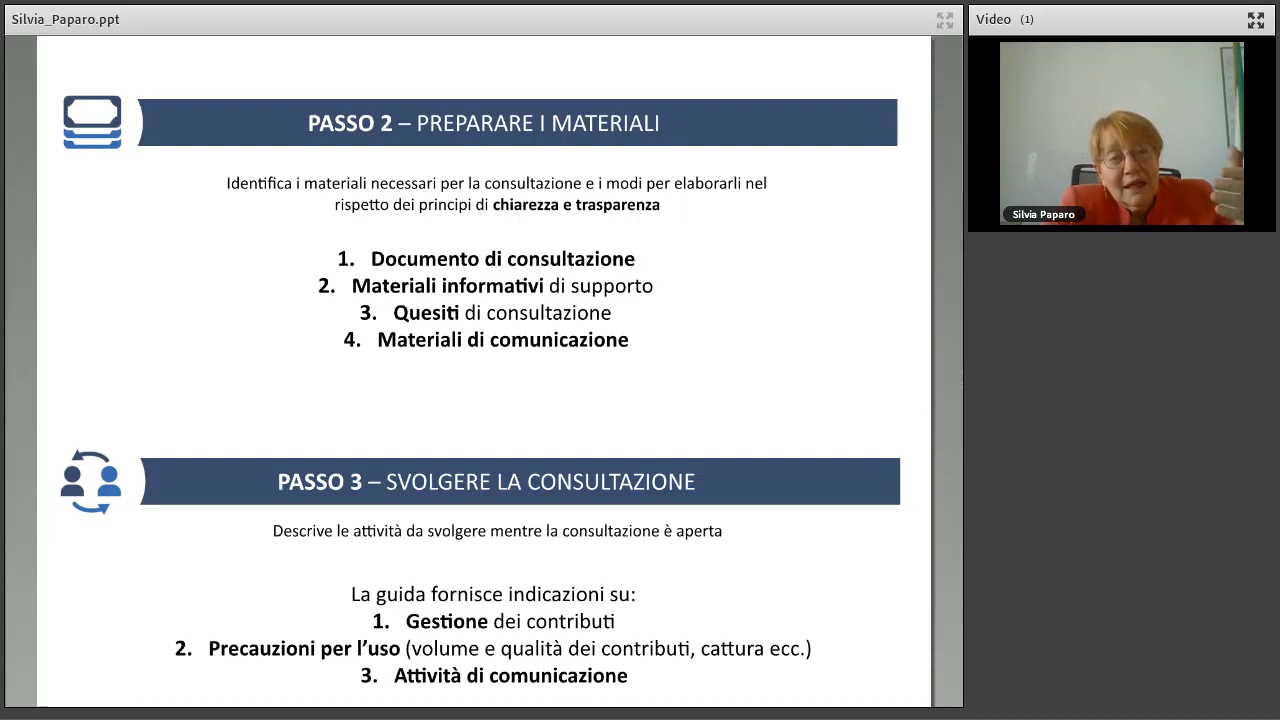 Silvia_Paparo.ppt
Video (1)
PASSO 2 – PREPARARE I MATERIALI
Identifica i materiali necessari per la consultazione e i modi per elaborarli nel
rispetto dei principi di chiarezza e trasparenza
1. Documento di consultazione
2. Materiali informativi di supporto
3. Quesiti di consultazione
4. Materiali di comunicazione
Silvia Paparo
PASSO 3 – SVOLGERE LA CONSULTAZIONE
Descrive le attività da svolgere mentre la consultazione è aperta
La guida fornisce indicazioni su:
1. Gestione dei contributi
2. Precauzioni per l’uso (volume e qualità dei contributi, cattura ecc.)
3. Attività di comunicazione